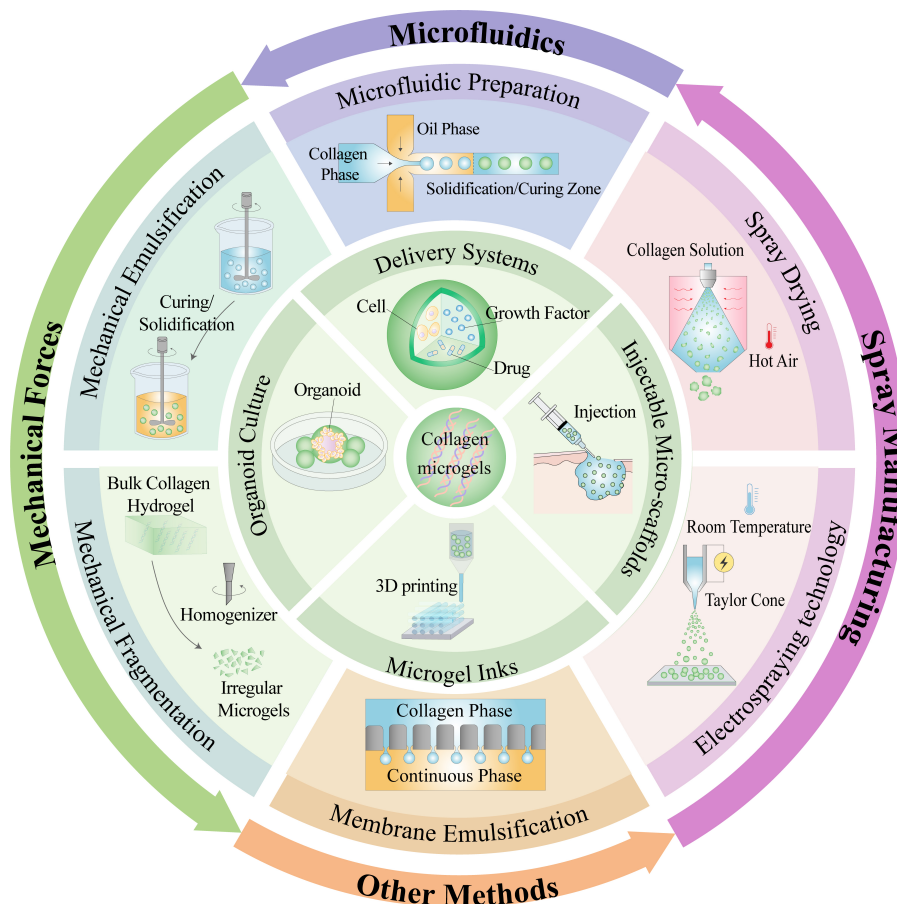 Microfluidics
Microfluidic Preparation
Oil Phase
Collagen
Phase
Solidification/Curing Zone
Mechanical Forces
Mechanical Emulsification
Curing/
Solidification
Mechanical Fragmentation
Bulk Collagen
Hydrogel
Homogenizer
Irregular
Microgels
Spray Manufacturing
Spray Drying
Collagen Solution
Hot Air
Electrospraying technology
Room Temperature
Taylor Cone
Delivery Systems
Cell
Growth Factor
Drug
Organoid Culture
Organoid
Collagen
microgels
Injectable Micro-scaffolds
Injection
3D printing
Microgel Inks
Collagen Phase
Continuous Phase
Membrane Emulsification
Other Methods